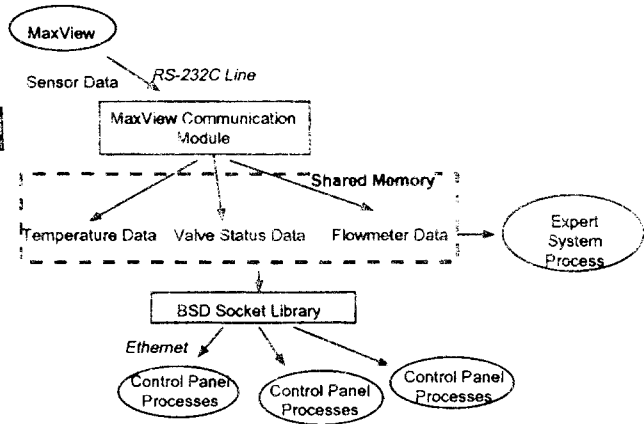 MaxView
Sensor Data
RS-232C Line
MaxView Communication
Module
Shared Memory
Temperature Data
Valve Status Data
Flowmeter Data
Expert
System
Process
BSD Socket Library
Ethernet
Control Panel
Processes
Control Panel
Processes
Control Panel
Processes